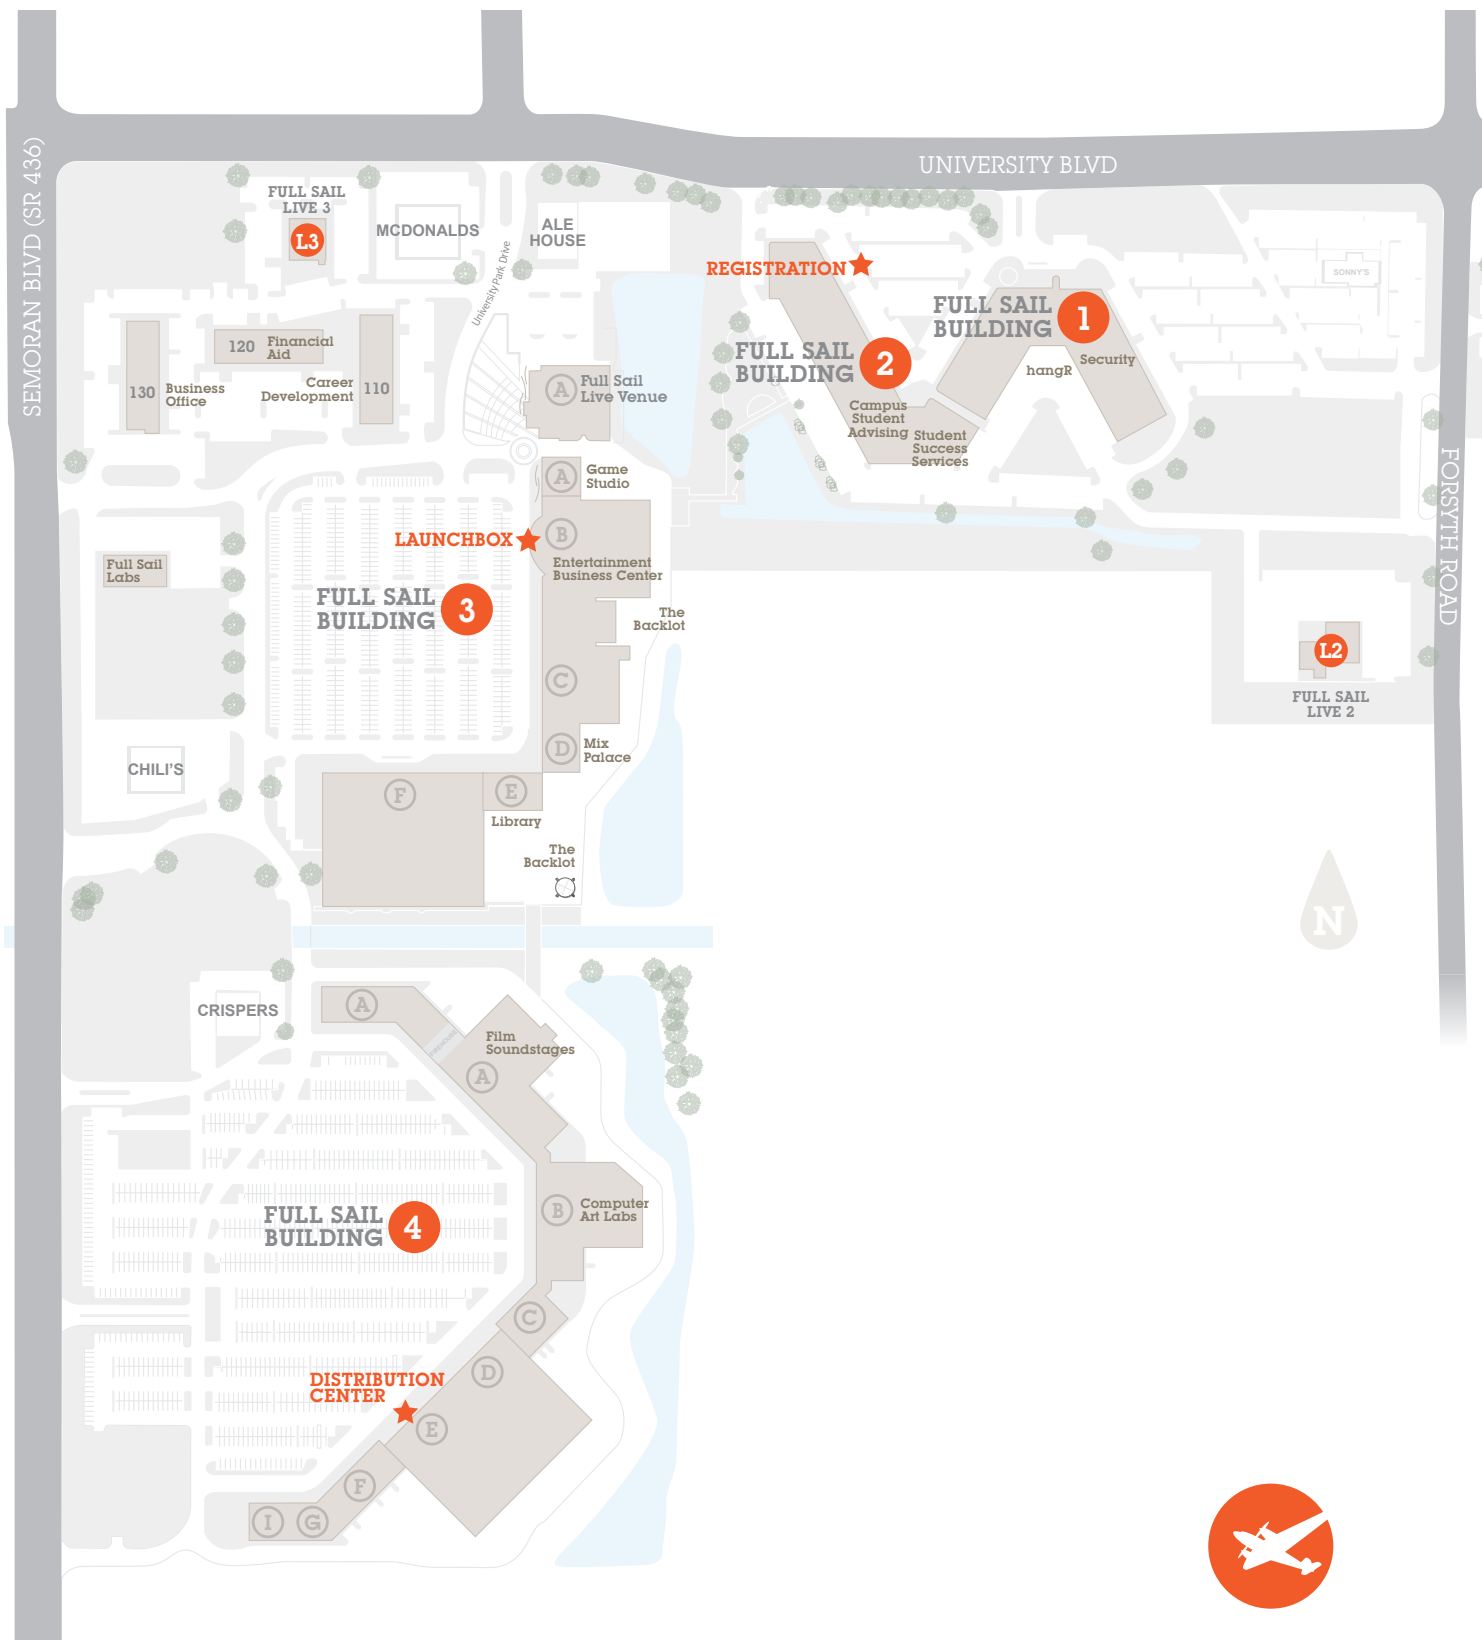 UNIVERSITY BLVD
SEMORAN BLVD (SR 436)
FORSYTH ROAD
University Park Drive
FULL SAIL
LIVE 3
L3
MCDONALDS
ALE
HOUSE
REGISTRATION
FULL SAIL
BUILDING
1
SONNY'S
FULL SAIL
BUILDING
2
hangR
Security
Campus
Student
Advising
Student
Success
Services
120
Financial
Aid
130
Business
Office
Career
Development
110
A
Full Sail
Live Venue
A
Game
Studio
LAUNCHBOX
B
Entertainment
Business Center
Full Sail
Labs
FULL SAIL
BUILDING
3
The
Backlot
C
L2
FULL SAIL
LIVE 2
D
Mix
Palace
CHILI'S
F
E
Library
The
Backlot
N
CRISPERS
A
FIREHOUSE
Film
Soundstages
A
FULL SAIL
BUILDING
4
B
Computer
Art Labs
C
D
DISTRIBUTION
CENTER
E
F
I
G